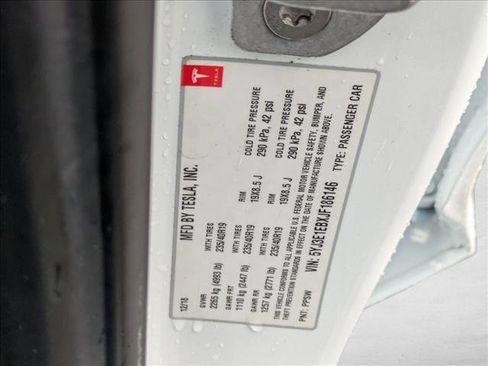 TESLA
MFD BY TESLA, INC.
12/18
GVWR
2265 kg (4993 lb)
GAWR FRT
WITH TIRES
RIM
COLD TIRE PRESSURE
1110 kg (2447 lb)
235/40R19
19X8.5 J
290 kPa, 42 psi
GAWR RR
WITH TIRES
RIM
COLD TIRE PRESSURE
1257 kg (2771 lb)
235/40R19
19X8.5 J
290 kPa, 42 psi
THIS VEHICLE CONFORMS TO ALL APPLICABLE U.S. FEDERAL MOTOR VEHICLE SAFETY, BUMPER, AND
THEFT PREVENTION STANDARDS IN EFFECT ON THE DATE OF MANUFACTURE SHOWN ABOVE.
VIN: 5YJ3E1EBXJF186146
PNT: PPSW
TYPE: PASSENGER CAR